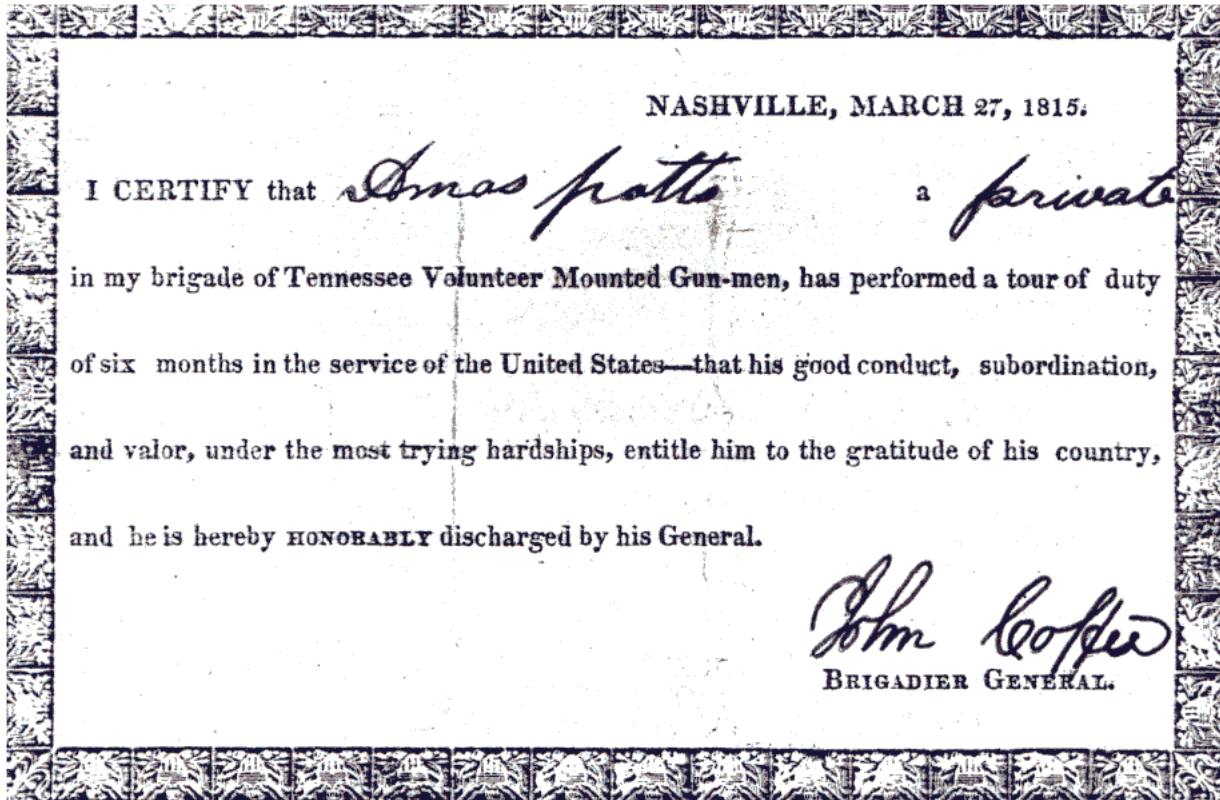 NASHVILLE, MARCH 27, 1815.
I CERTIFY that Amas potts a private
in my brigade of Tennessee Volunteer Mounted Gun-men, has performed a tour of duty
of six months in the service of the United States—that his good conduct, subordination,
and valor, under the most trying hardships, entitle him to the gratitude of his country,
and he is hereby HONORABLY discharged by his General.
John Coffee
BRIGADIER GENERAL.